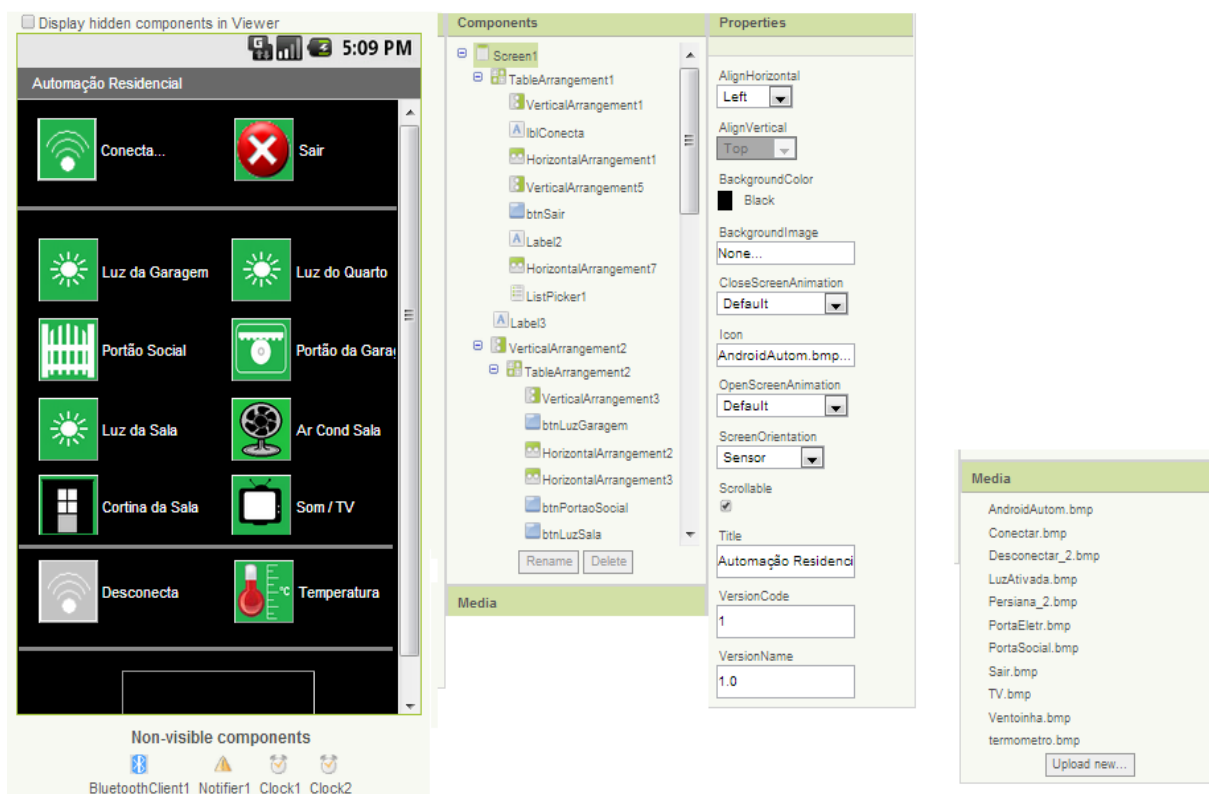 Display hidden components in Viewer
5:09 PM
Automação Residencial
Conecta...
Sair
Luz da Garagem
Luz do Quarto
Portão Social
Portão da Gara
Luz da Sala
Ar Cond Sala
Cortina da Sala
Som / TV
Desconecta
°C
Temperatura
Non-visible components
BluetoothClient1 Notifier1 Clock1 Clock2
Components
Screen1
TableArrangement1
VerticalArrangement1
lblConecta
HorizontalArrangement1
VerticalArrangement5
btnSair
Label2
HorizontalArrangement7
ListPicker1
Label3
VerticalArrangement2
TableArrangement2
VerticalArrangement3
btnLuzGaragem
HorizontalArrangement2
HorizontalArrangement3
btnPortaoSocial
btnLuzSala
Rename Delete
Media
Properties
AlignHorizontal
Left
AlignVertical
Top
BackgroundColor
Black
BackgroundImage
None...
CloseScreenAnimation
Default
Icon
AndroidAutom.bmp...
OpenScreenAnimation
Default
ScreenOrientation
Sensor
Scrollable
Title
Automação Residenci
VersionCode
1
VersionName
1.0
Media
AndroidAutom.bmp
Conectar.bmp
Desconectar_2.bmp
LuzAtivada.bmp
Persiana_2.bmp
PortaEletr.bmp
PortaSocial.bmp
Sair.bmp
TV.bmp
Ventoinha.bmp
termometro.bmp
Upload new...